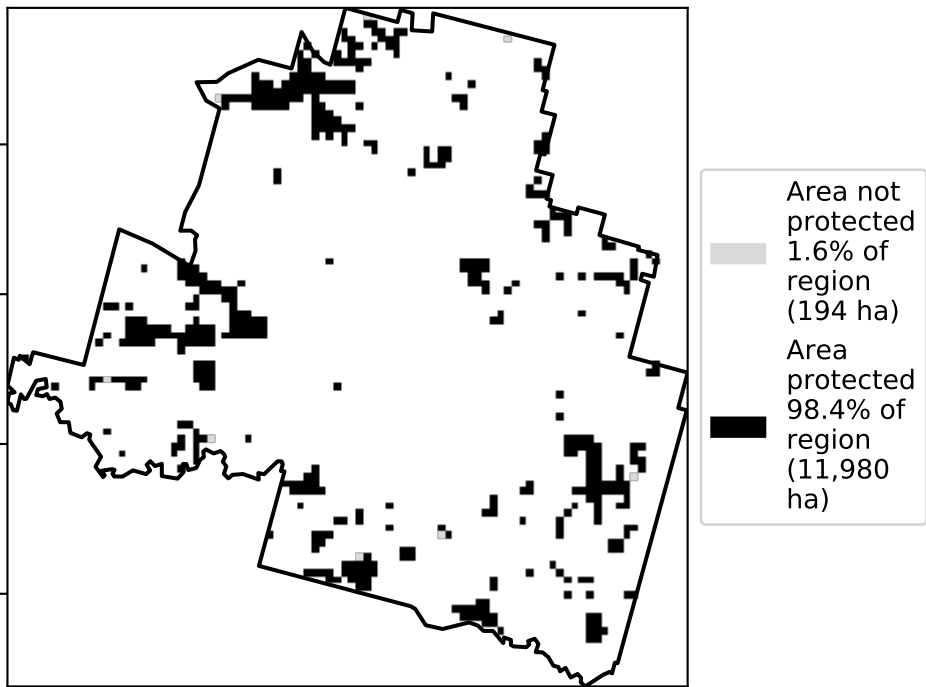 Area not
protected
1.6% of
region
(194 ha)
Area
protected
98.4% of
region
(11,980
ha)